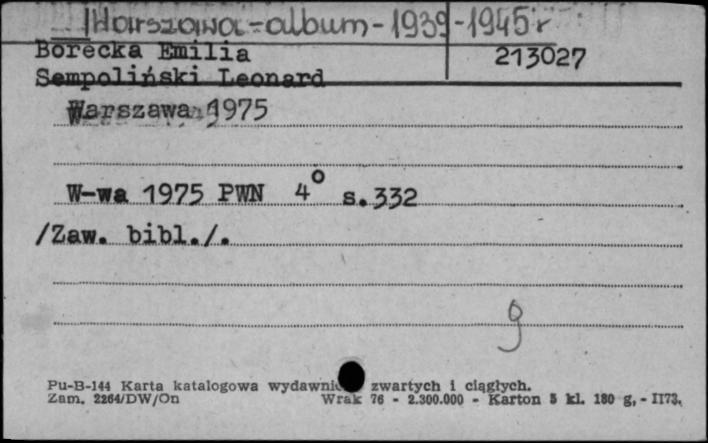 Warszawa - album - 1939 - 1945 r
Borecka Emilia 213027
Sempoliński Leonard
Warszawa 1975
W-wa 1975 PWN 4° s.332
/Zaw. bibl./.
g
Pu-B-144 Karta katalogowa zwartych i ciągłych.
Zam. 2264/DW/On Wrak 76 - 2.300.000 - Karton 5 kl. 180 g, - II73.